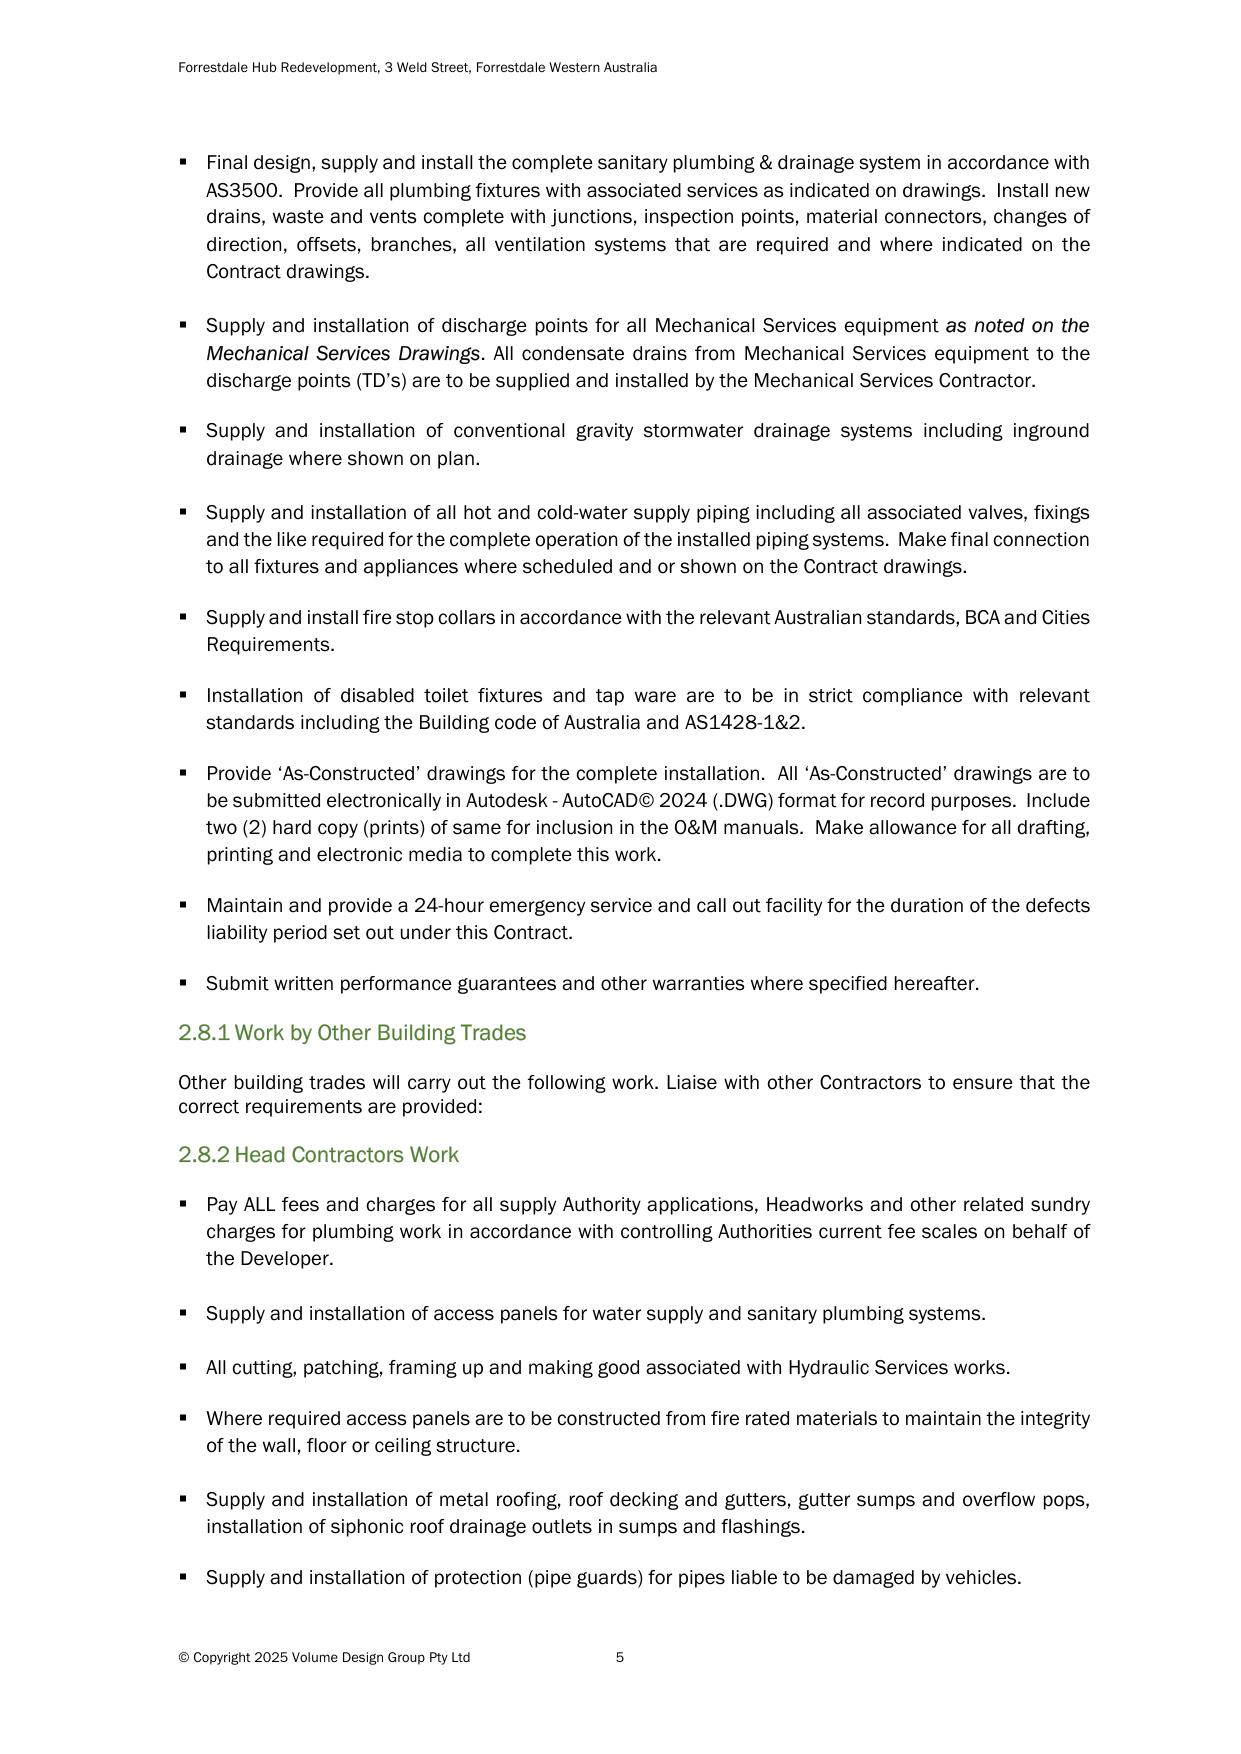 Forrestdale Hub Redevelopment, 3 Weld Street, Forrestdale Western Australia
▪ Final design, supply and install the complete sanitary plumbing & drainage system in accordance with
AS3500.  Provide all plumbing fixtures with associated services as indicated on drawings.  Install new
drains, waste and vents complete with junctions, inspection points, material connectors, changes of
direction, offsets, branches, all ventilation systems that are required and where indicated on the
Contract drawings.
▪ Supply and installation of discharge points for all Mechanical Services equipment as noted on the
Mechanical Services Drawings. All condensate drains from Mechanical Services equipment to the
discharge points (TD’s) are to be supplied and installed by the Mechanical Services Contractor.
▪ Supply and installation of conventional gravity stormwater drainage systems including inground
drainage where shown on plan.
▪ Supply and installation of all hot and cold-water supply piping including all associated valves, fixings
and the like required for the complete operation of the installed piping systems.  Make final connection
to all fixtures and appliances where scheduled and or shown on the Contract drawings.
▪ Supply and install fire stop collars in accordance with the relevant Australian standards, BCA and Cities
Requirements.
▪ Installation of disabled toilet fixtures and tap ware are to be in strict compliance with relevant
standards including the Building code of Australia and AS1428-1&2.
▪ Provide ‘As-Constructed’ drawings for the complete installation.  All ‘As-Constructed’ drawings are to
be submitted electronically in Autodesk - AutoCAD© 2024 (.DWG) format for record purposes.  Include
two (2) hard copy (prints) of same for inclusion in the O&M manuals.  Make allowance for all drafting,
printing and electronic media to complete this work.
▪ Maintain and provide a 24-hour emergency service and call out facility for the duration of the defects
liability period set out under this Contract.
▪ Submit written performance guarantees and other warranties where specified hereafter.
2.8.1 Work by Other Building Trades
Other building trades will carry out the following work. Liaise with other Contractors to ensure that the
correct requirements are provided:
2.8.2 Head Contractors Work
▪ Pay ALL fees and charges for all supply Authority applications, Headworks and other related sundry
charges for plumbing work in accordance with controlling Authorities current fee scales on behalf of
the Developer.
▪ Supply and installation of access panels for water supply and sanitary plumbing systems.
▪ All cutting, patching, framing up and making good associated with Hydraulic Services works.
▪ Where required access panels are to be constructed from fire rated materials to maintain the integrity
of the wall, floor or ceiling structure.
▪ Supply and installation of metal roofing, roof decking and gutters, gutter sumps and overflow pops,
installation of siphonic roof drainage outlets in sumps and flashings.
▪ Supply and installation of protection (pipe guards) for pipes liable to be damaged by vehicles.
© Copyright 2025 Volume Design Group Pty Ltd 5